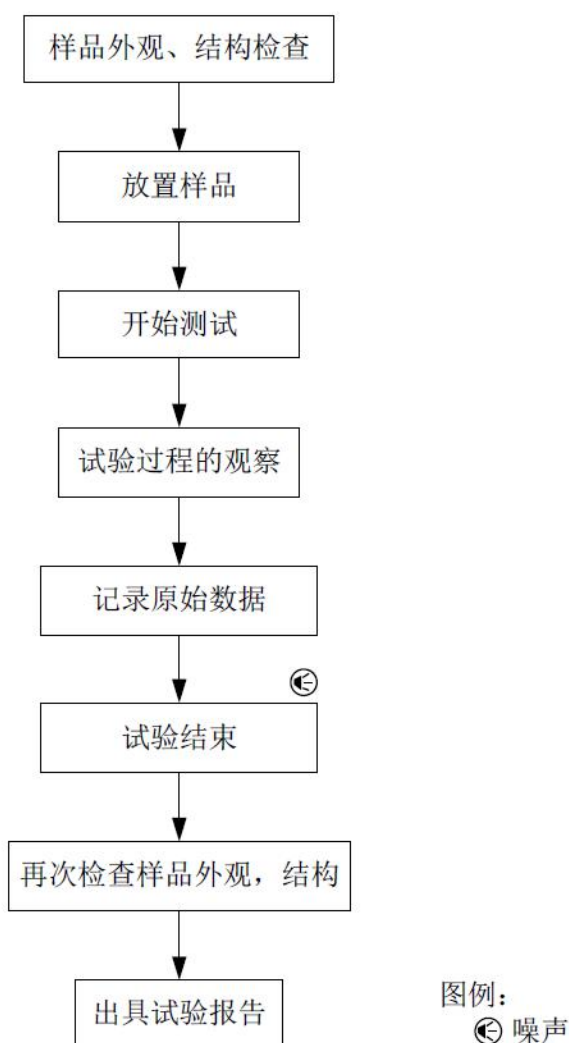 样品外观、结构检查
放置样品
开始测试
试验过程的观察
记录原始数据
试验结束
再次检查样品外观，结构
出具试验报告
图例：
噪声